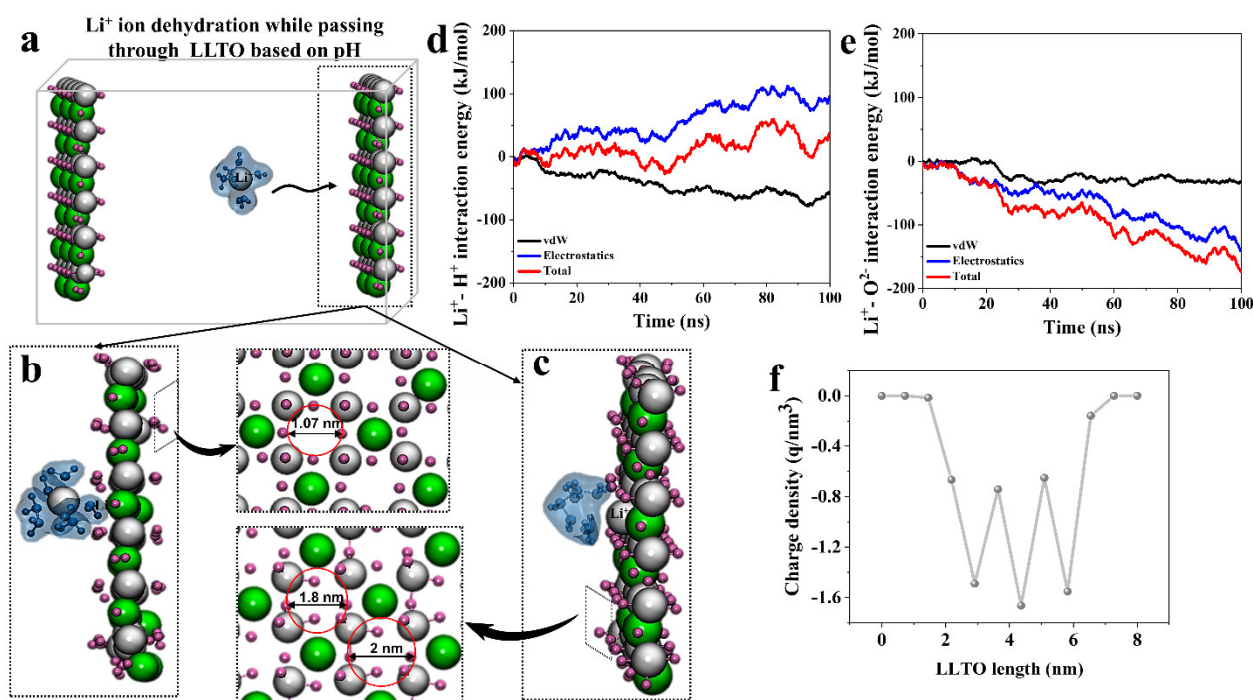 a
Li⁺ ion dehydration while passing
through LLTO based on pH
Li⁺
d
Li⁺- H⁺ interaction energy (kJ/mol)
200
100
0
-100
-200
vdW
Electrostatics
Total
0 20 40 60 80 100
Time (ns)
e
Li⁺- O²⁻ interaction energy (kJ/mol)
200
150
100
50
0
-50
-100
-150
-200
vdW
Electrostatics
Total
0 20 40 60 80 100
Time (ns)
b
1.07 nm
1.8 nm
2 nm
c
Li⁺
f
Charge density (q/nm³)
0.0
-0.4
-0.8
-1.2
-1.6
0 2 4 6 8
LLTO length (nm)